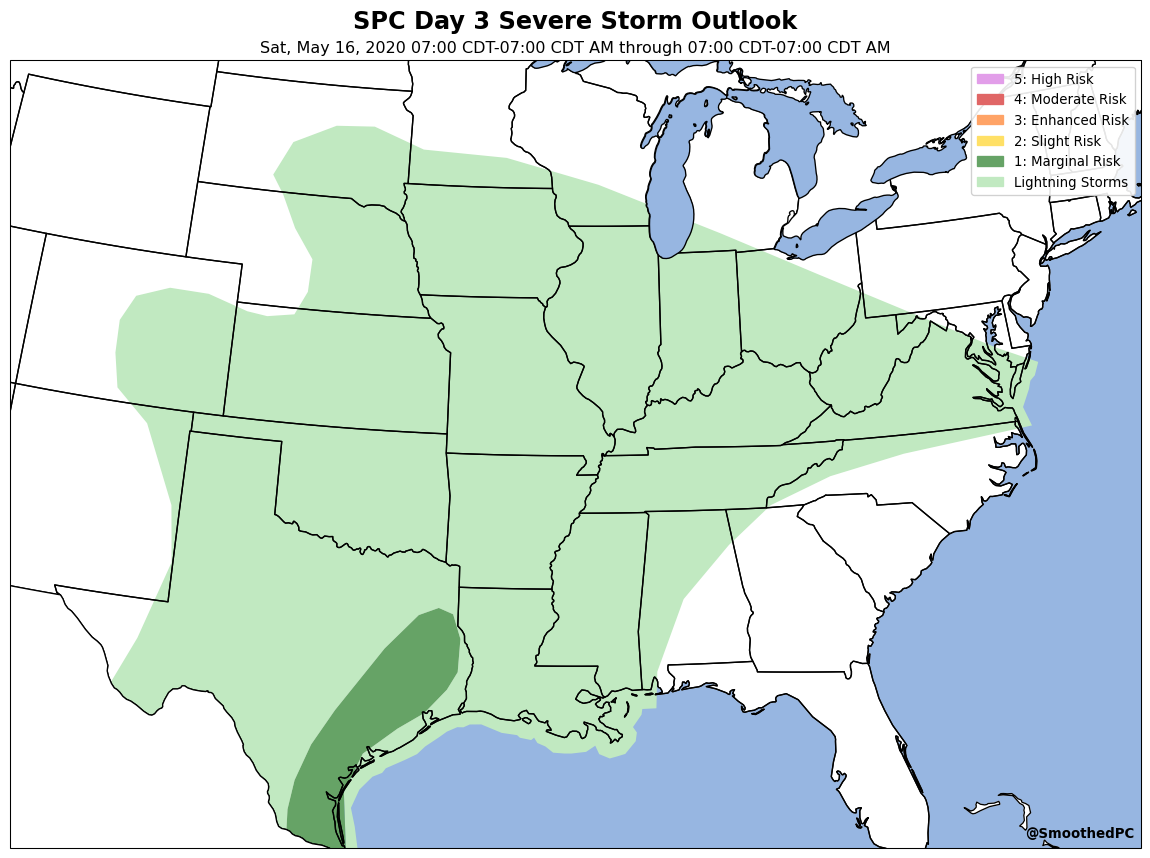 SPC Day 3 Severe Storm Outlook
Sat, May 16, 2020 07:00 CDT-07:00 CDT AM through 07:00 CDT-07:00 CDT AM
5: High Risk
4: Moderate Risk
3: Enhanced Risk
2: Slight Risk
1: Marginal Risk
Lightning Storms
@SmoothedPC